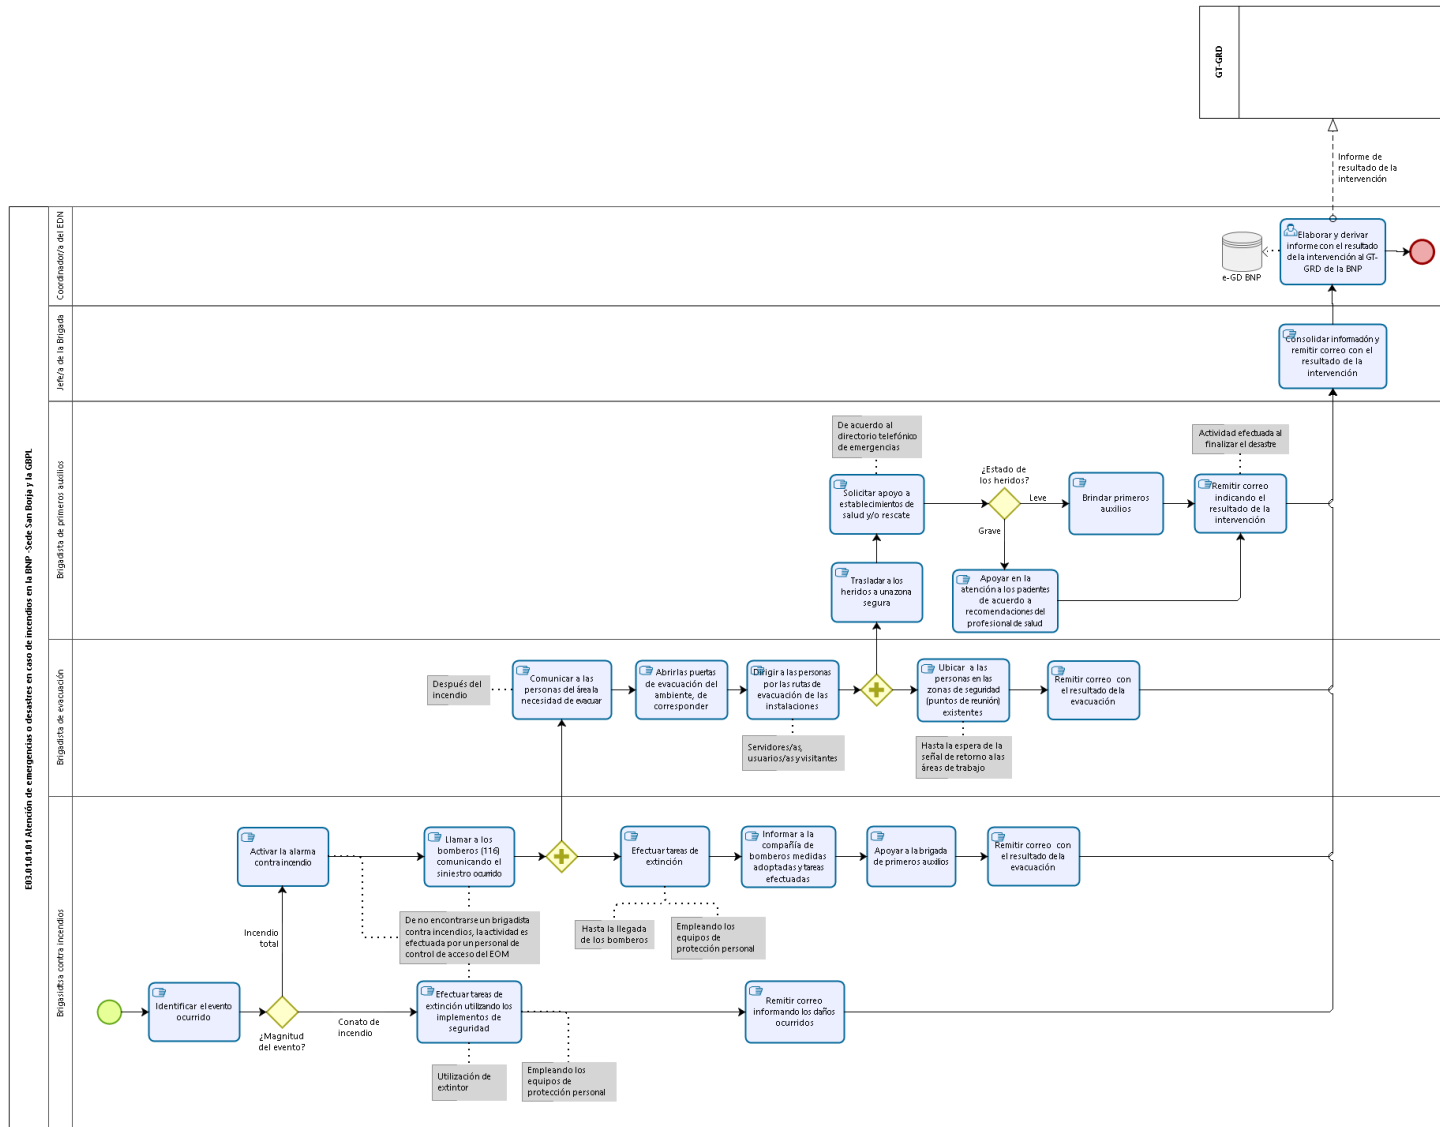 GT-GRD
Informe de
resultado de la
intervención
E03.01.01.01 Atención de emergencias o desastres en caso de incendios en la BNP -Sede San Borja y la GBPL
Coordinador/a del EDN
Elaborar y derivar
informe con el resultado
de la intervención al GT-
GRD de la BNP
e-GD BNP
Jefe/a de la Brigada
Consolidar información y
remitir correo con el
resultado de la
intervención
Brigadista de primeros auxilios
De acuerdo al
directorio telefónico
de emergencias
Solicitar apoyo a
establecimientos de
salud y/o rescate
¿Estado de
los heridos?
Leve
Grave
Brindar primeros
auxilios
Actividad efectuada al
finalizar el desastre
Remitir correo
indicando el
resultado de la
intervención
Trasladar a los
heridos a una zona
segura
Apoyar en la
atención a los pacientes
de acuerdo a
recomendaciones del
profesional de salud
Brigadista de evacuación
Después del
incendio
Comunicar a las
personas del área la
necesidad de evacuar
Abrir las puertas
de evacuación del
ambiente, de
corresponder
Dirigir a las personas
por las rutas de
evacuación de las
instalaciones
Servidores/as,
usuarios/as y visitantes
Ubicar a las
personas en las
zonas de seguridad
(puntos de reunión)
existentes
Hasta la espera de la
señal de retorno a las
áreas de trabajo
Remitir correo con
el resultado de la
evacuación
Brigasidtsa contra incendios
Activar la alarma
contra incendio
Llamar a los
bomberos (116)
comunicando el
siniestro ocurrido
Efectuar tareas de
extinción
Informar a la
compañía de
bomberos medidas
adoptadas y tareas
efectuadas
Apoyar a la brigada
de primeros auxilios
Remitir correo con
el resultado de la
evacuación
Incendio
total
De no encontrarse un brigadista
contra incendios, la actividad es
efectuada por un personal de
control de acceso del EOM
Hasta la llegada
de los bomberos
Empleando los
equipos de
protección personal
Identificar el evento
ocurrido
¿Magnitud
del evento?
Conato de
incendio
Efectuar tareas de
extinción utilizando los
implementos de
seguridad
Remitir correo
informando los daños
ocurridos
Utilización de
extintor
Empleando los
equipos de
protección personal